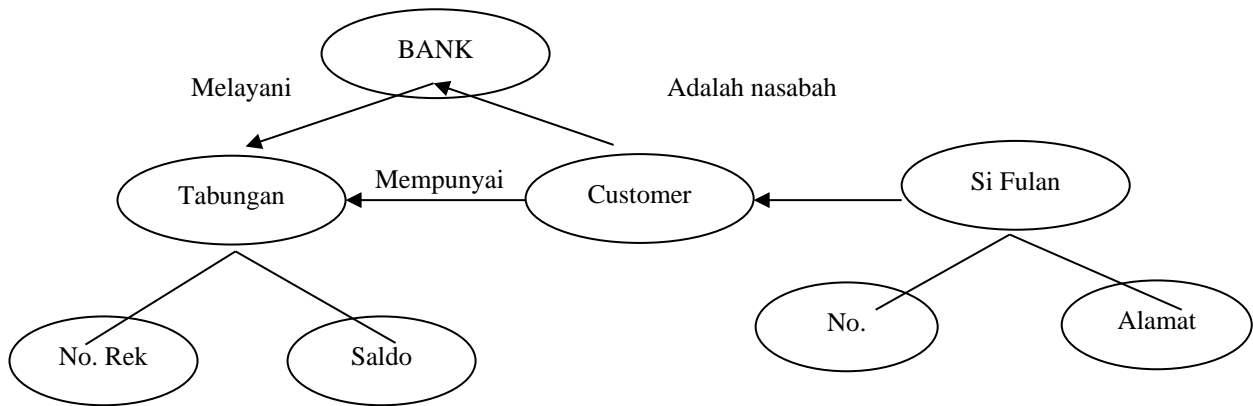 BANK
Melayani
Adalah nasabah
Tabungan
Mempunyai
Customer
Si Fulan
No. Rek
Saldo
No.
Alamat